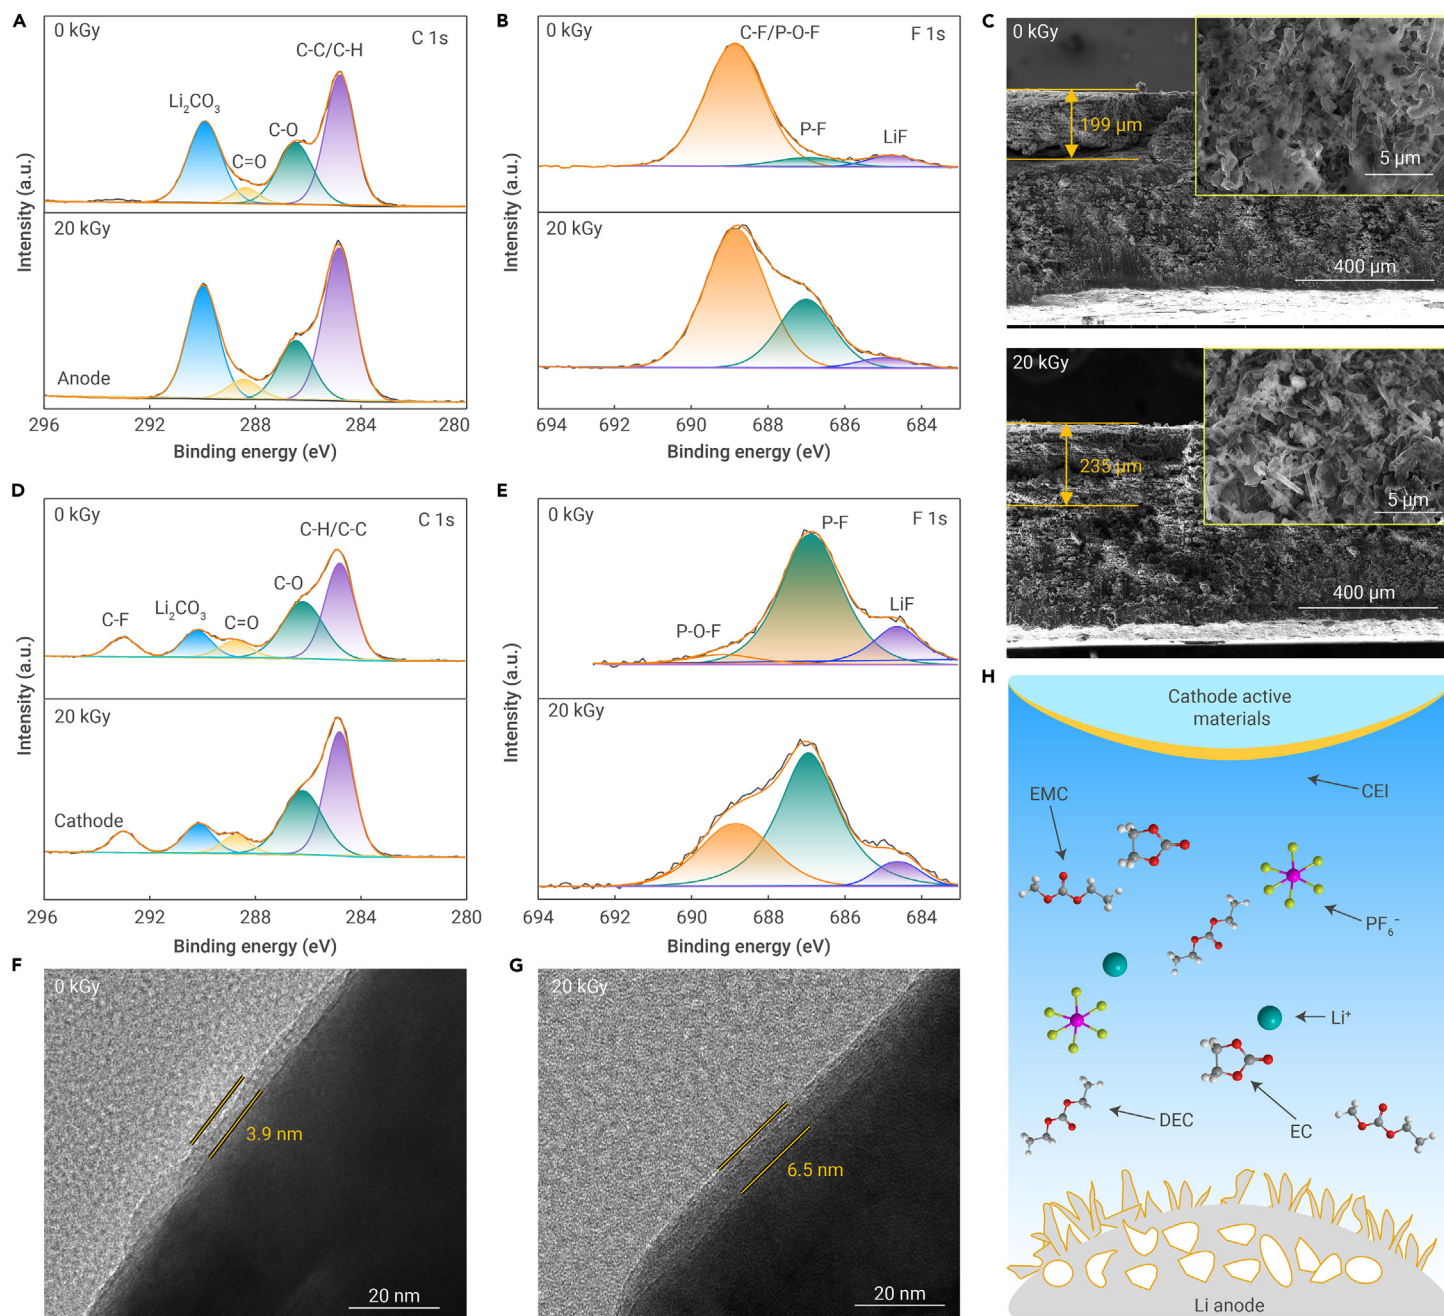 A
0 kGy
C 1s
C-C/C-H
Li₂CO₃
C=O
C-O
20 kGy
Anode
Intensity (a.u.)
296 292 288 284 280
Binding energy (eV)
B
0 kGy
F 1s
C-F/P-O-F
P-F
LiF
20 kGy
Intensity (a.u.)
694 692 690 688 686 684
Binding energy (eV)
C
0 kGy
199 µm
5 µm
400 µm
20 kGy
235 µm
5 µm
400 µm
D
0 kGy
C 1s
C-H/C-C
C-O
C-F
Li₂CO₃
C=O
20 kGy
Cathode
Intensity (a.u.)
296 292 288 284 280
Binding energy (eV)
E
0 kGy
F 1s
P-F
P-O-F
LiF
20 kGy
Intensity (a.u.)
694 692 690 688 686 684
Binding energy (eV)
F
0 kGy
3.9 nm
20 nm
G
20 kGy
6.5 nm
20 nm
H
Cathode active
materials
CEI
EMC
PF₆⁻
Li⁺
DEC
EC
Li anode